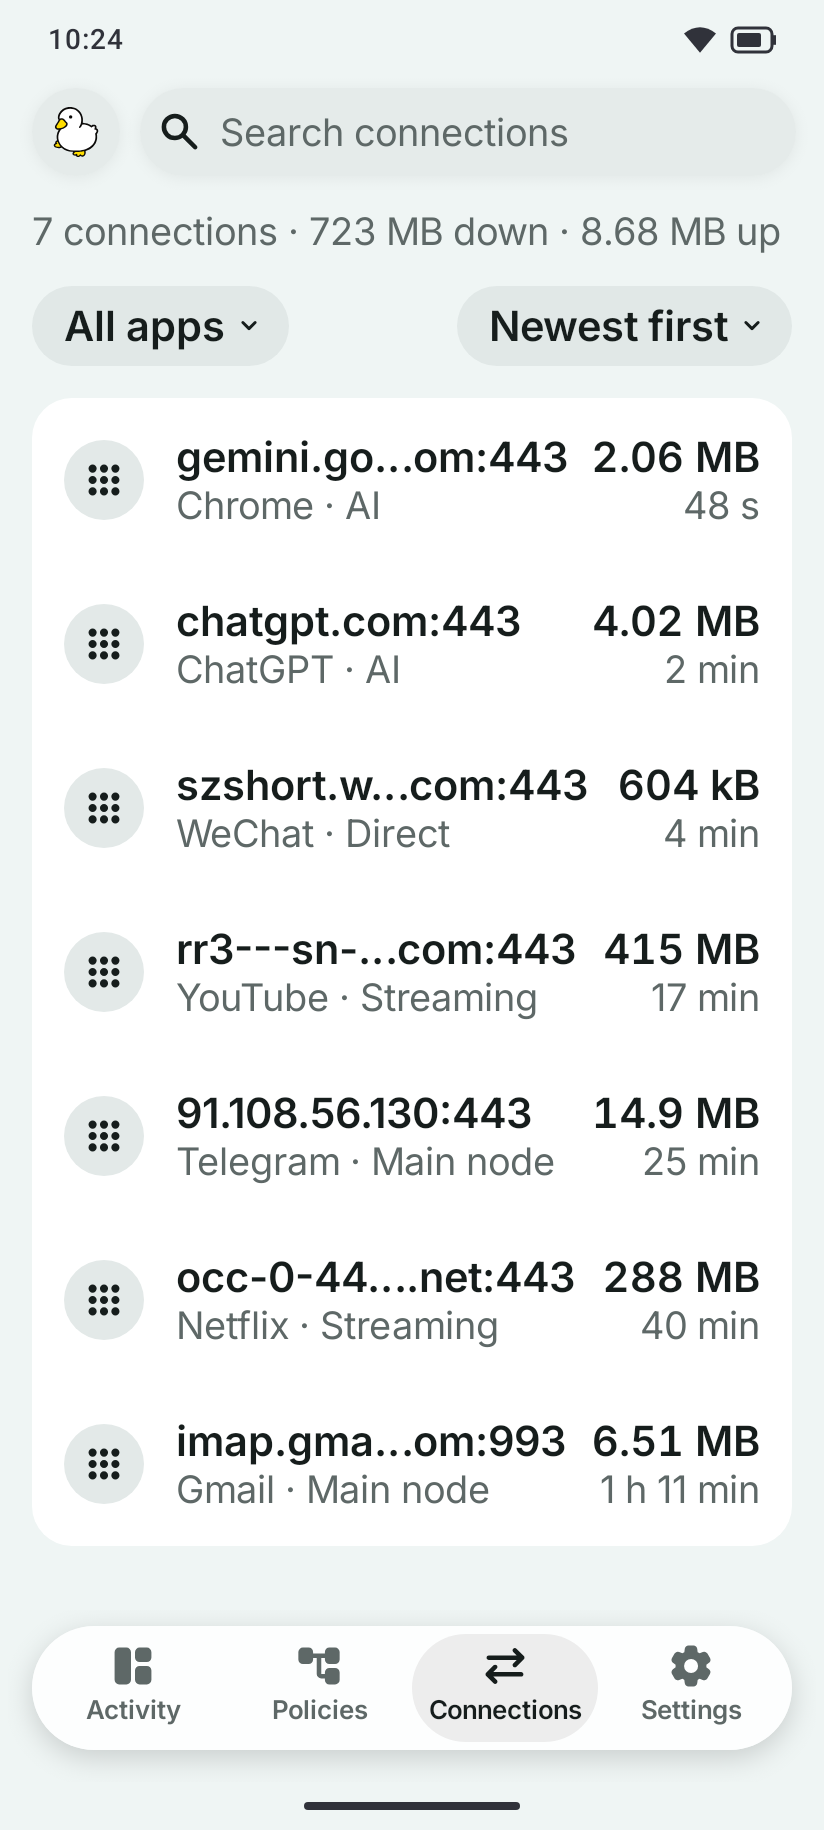 10:24
Search connections
7 connections · 723 MB down · 8.68 MB up
All apps
Newest first
gemini.go...om:443 2.06 MB
Chrome · AI 48 s
chatgpt.com:443 4.02 MB
ChatGPT · AI 2 min
szshort.w...com:443 604 kB
WeChat · Direct 4 min
rr3---sn-...com:443 415 MB
YouTube · Streaming 17 min
91.108.56.130:443 14.9 MB
Telegram · Main node 25 min
occ-0-44....net:443 288 MB
Netflix · Streaming 40 min
imap.gma...om:993 6.51 MB
Gmail · Main node 1 h 11 min
Activity Policies Connections Settings